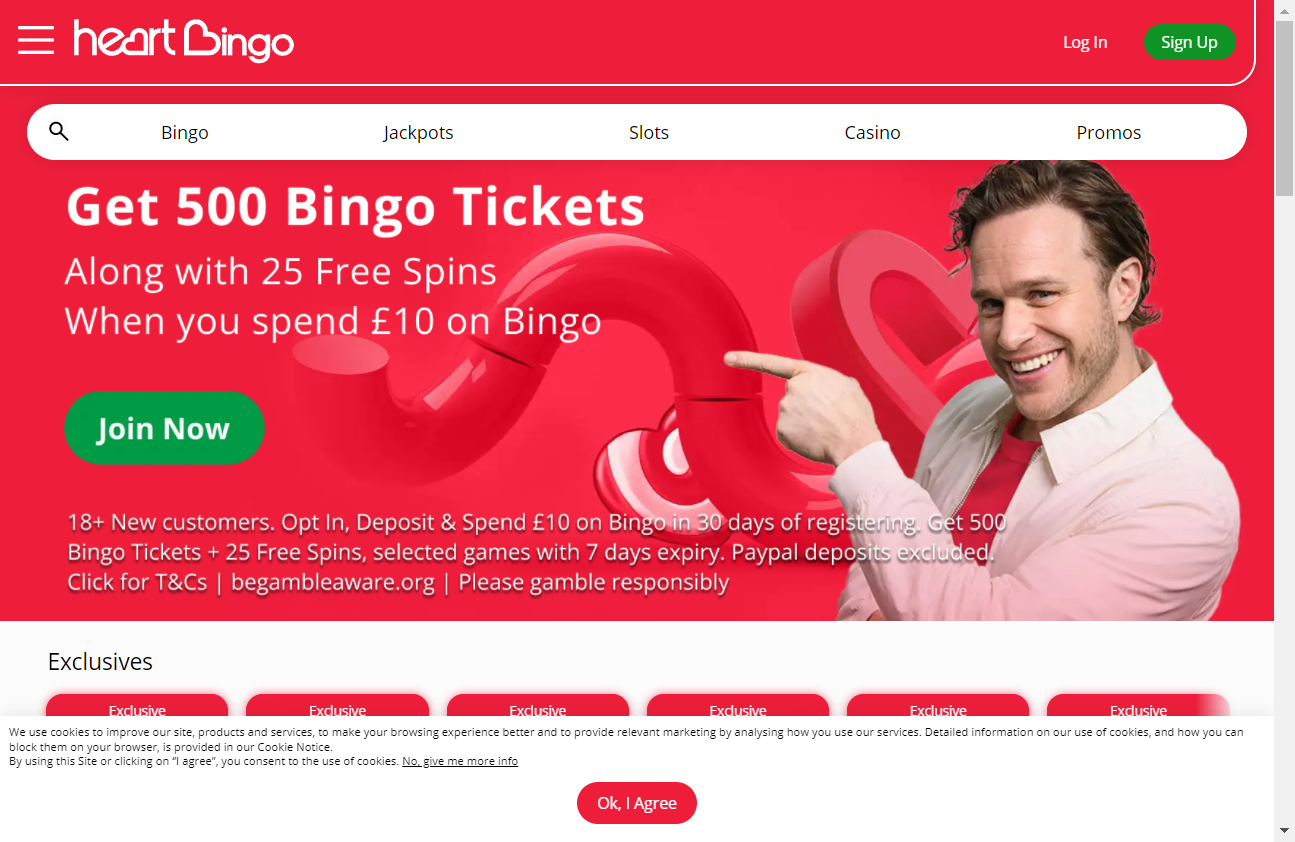 heart Bingo
Log In
Sign Up
Bingo
Jackpots
Slots
Casino
Promos
Get 500 Bingo Tickets
Along with 25 Free Spins
When you spend £10 on Bingo
Join Now
18+ New customers. Opt In, Deposit & Spend £10 on Bingo in 30 days of registering. Get 500
Bingo Tickets + 25 Free Spins, selected games with 7 days expiry. Paypal deposits excluded.
Click for T&Cs | begambleaware.org | Please gamble responsibly
Exclusives
Exclusive
Exclusive
Exclusive
Exclusive
Exclusive
Exclusive
We use cookies to improve our site, products and services, to make your browsing experience better and to provide relevant marketing by analysing how you use our services. Detailed information on our use of cookies, and how you can
block them on your browser, is provided in our Cookie Notice.
By using this Site or clicking on “I agree”, you consent to the use of cookies. No, give me more info
Ok, I Agree